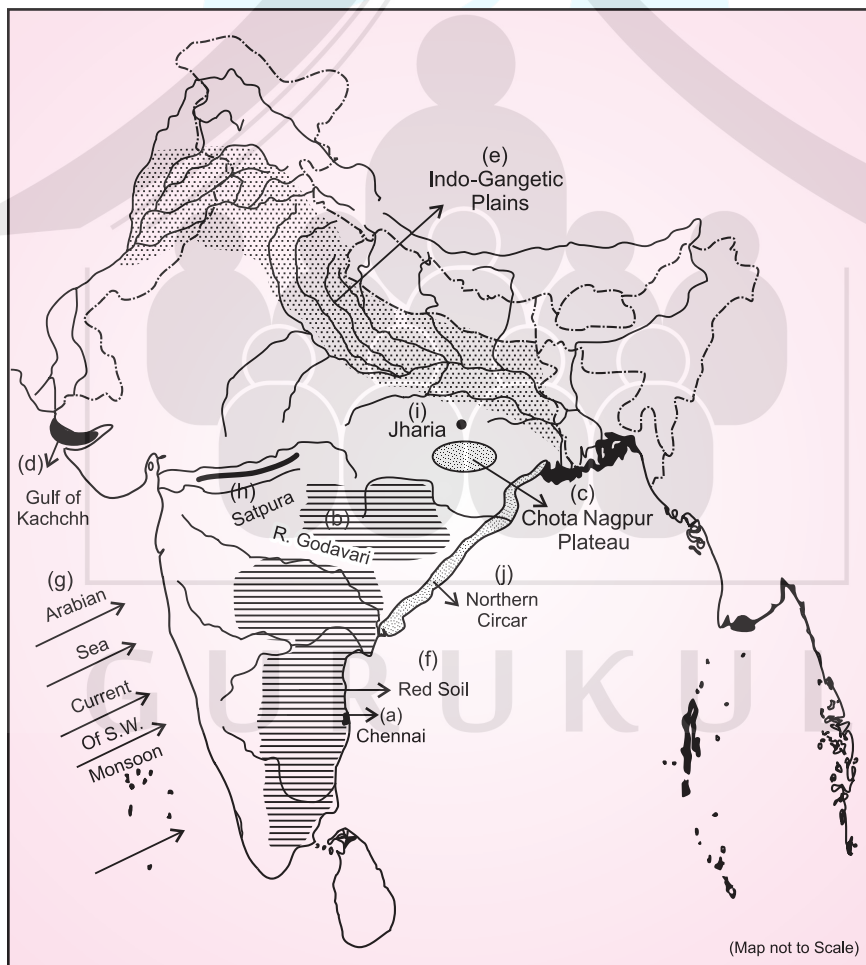 (e)
Indo-Gangetic
Plains
(i)
Jharia
(d)
Gulf of
Kachchh
(h)
Satpura
(b)
R. Godavari
(c)
Chota Nagpur
Plateau
(j)
Northern
Circar
(g)
Arabian
Sea
Current
Of S.W.
Monsoon
(f)
Red Soil
(a)
Chennai
GURUKUL
(Map not to Scale)